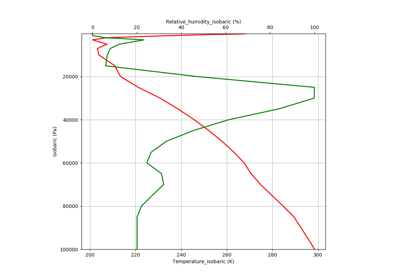 Relative_humidity_isobaric (%)
0 20 40 60 80 100
20000
40000
60000
80000
100000
isobaric (Pa)
200 220 240 260 280 300
Temperature_isobaric (K)